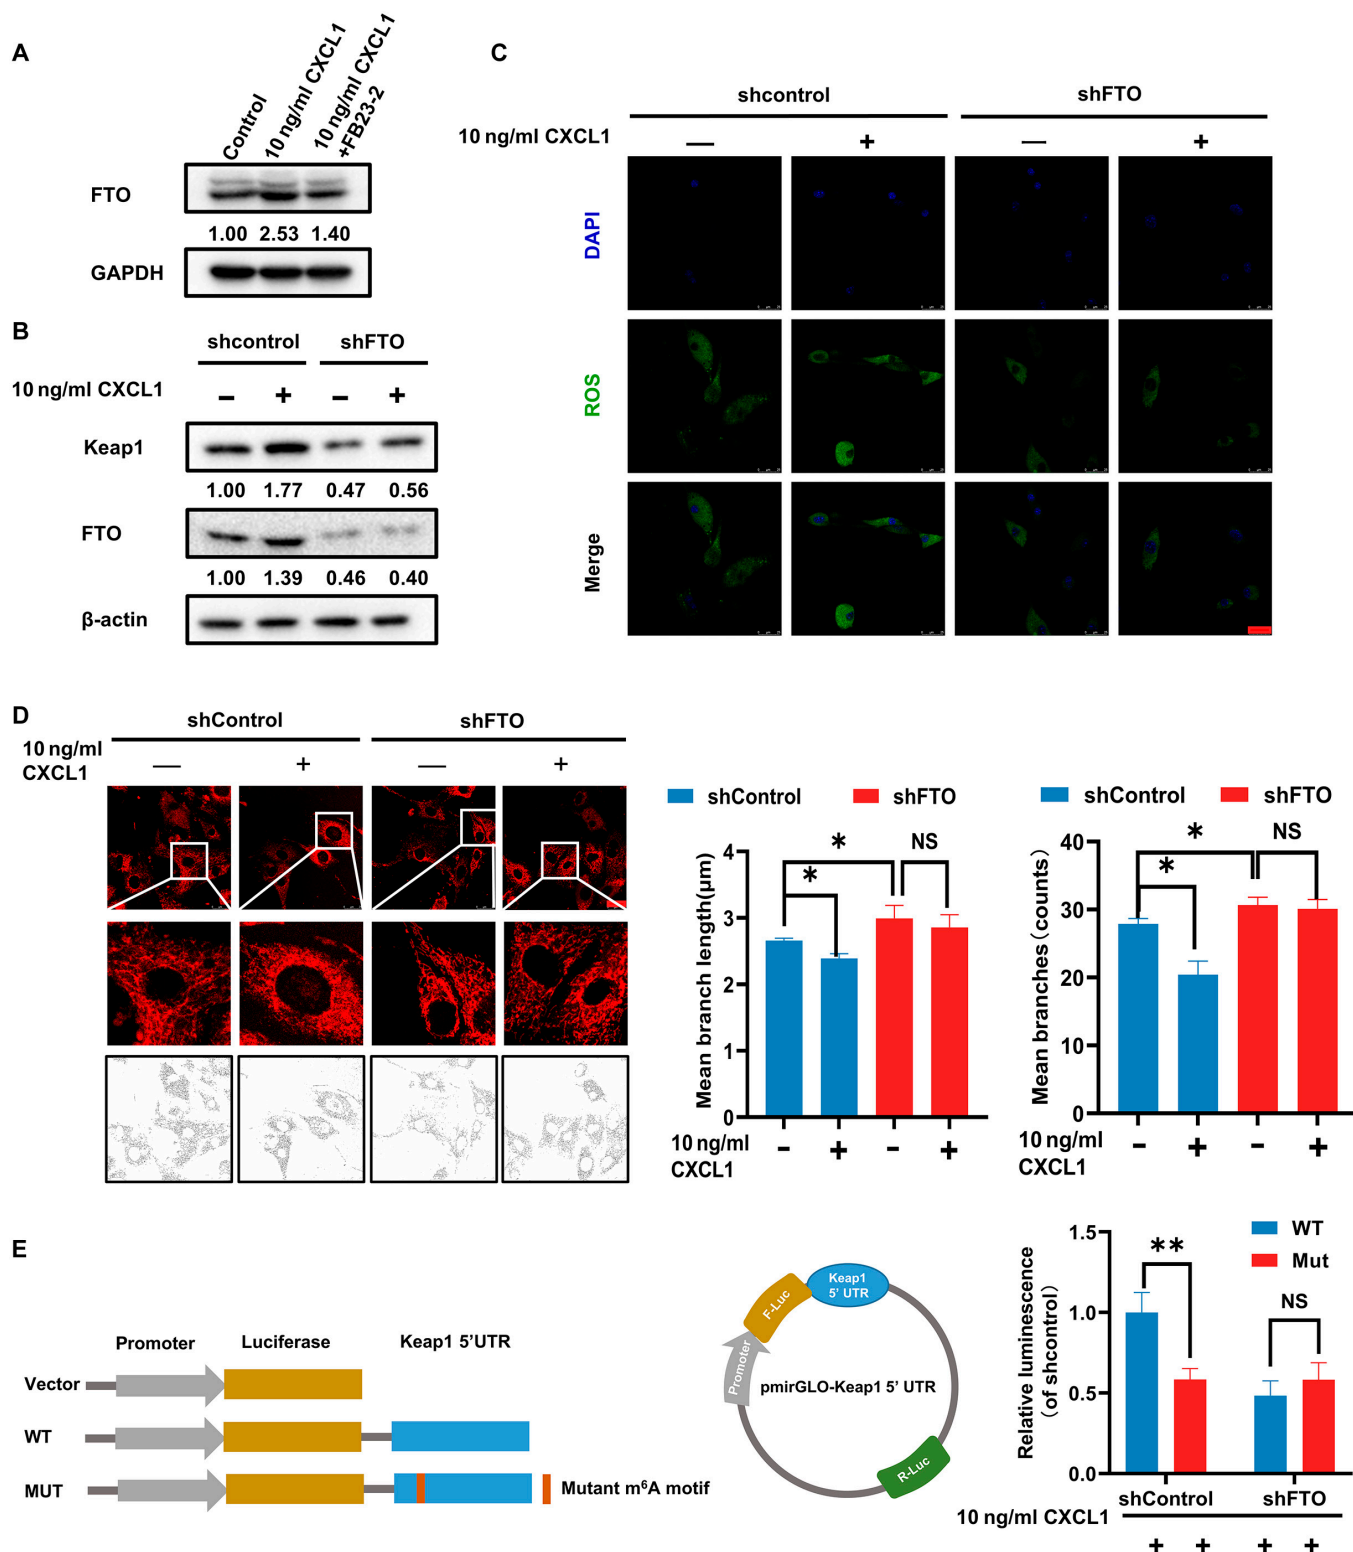 A
Control
10 ng/ml CXCL1
10 ng/ml CXCL1
+FB23-2
FTO
1.00 2.53 1.40
GAPDH
B
shcontrol shFTO
10 ng/ml CXCL1 − + − +
Keap1
1.00 1.77 0.47 0.56
FTO
1.00 1.39 0.46 0.40
β-actin
C
shcontrol shFTO
10 ng/ml CXCL1 — + — +
DAPI
ROS
Merge
D
shControl shFTO
10 ng/ml
CXCL1 — + — +
shControl shFTO
Mean branch length(μm)
4
3
2
1
0
* * NS
10 ng/ml
CXCL1
- + - +
shControl shFTO
Mean branches (counts)
40
30
20
10
0
* * NS
10 ng/ml
CXCL1
- + - +
E
Promoter Luciferase Keap1 5'UTR
Vector
WT
MUT
Mutant m⁶A motif
Promoter
F-Luc
Keap1
5' UTR
pmirGLO-Keap1 5' UTR
R-Luc
WT
Mut
Relative luminescence
(of shcontrol)
1.5
1.0
0.5
0.0
** NS
shControl shFTO
10 ng/ml CXCL1
+ + + +